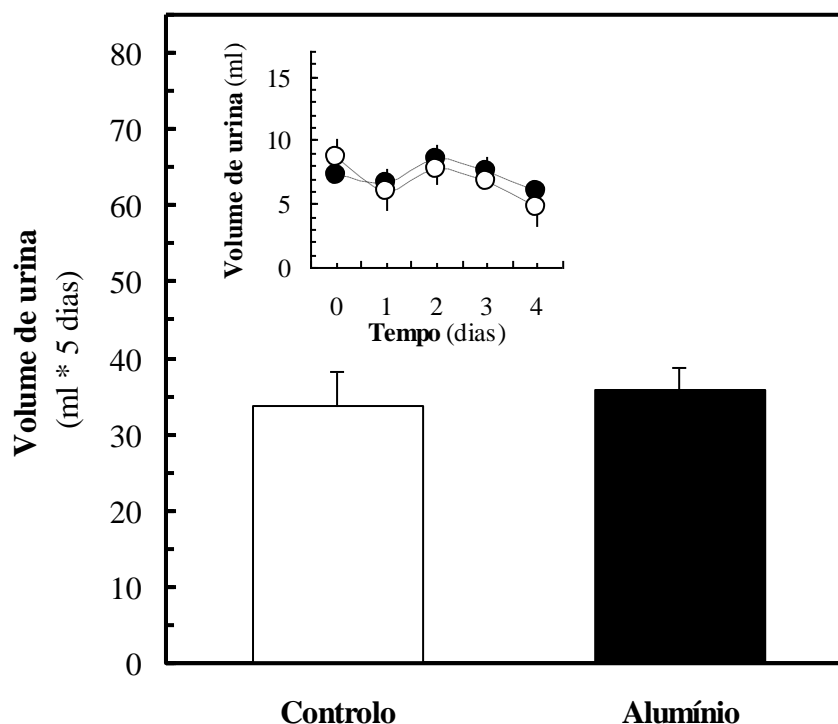 Volume de urina
(ml * 5 dias)
80
70
60
50
40
30
20
10
0
Volume de urina (ml)
15
10
5
0
0 1 2 3 4
Tempo (dias)
Controlo Alumínio